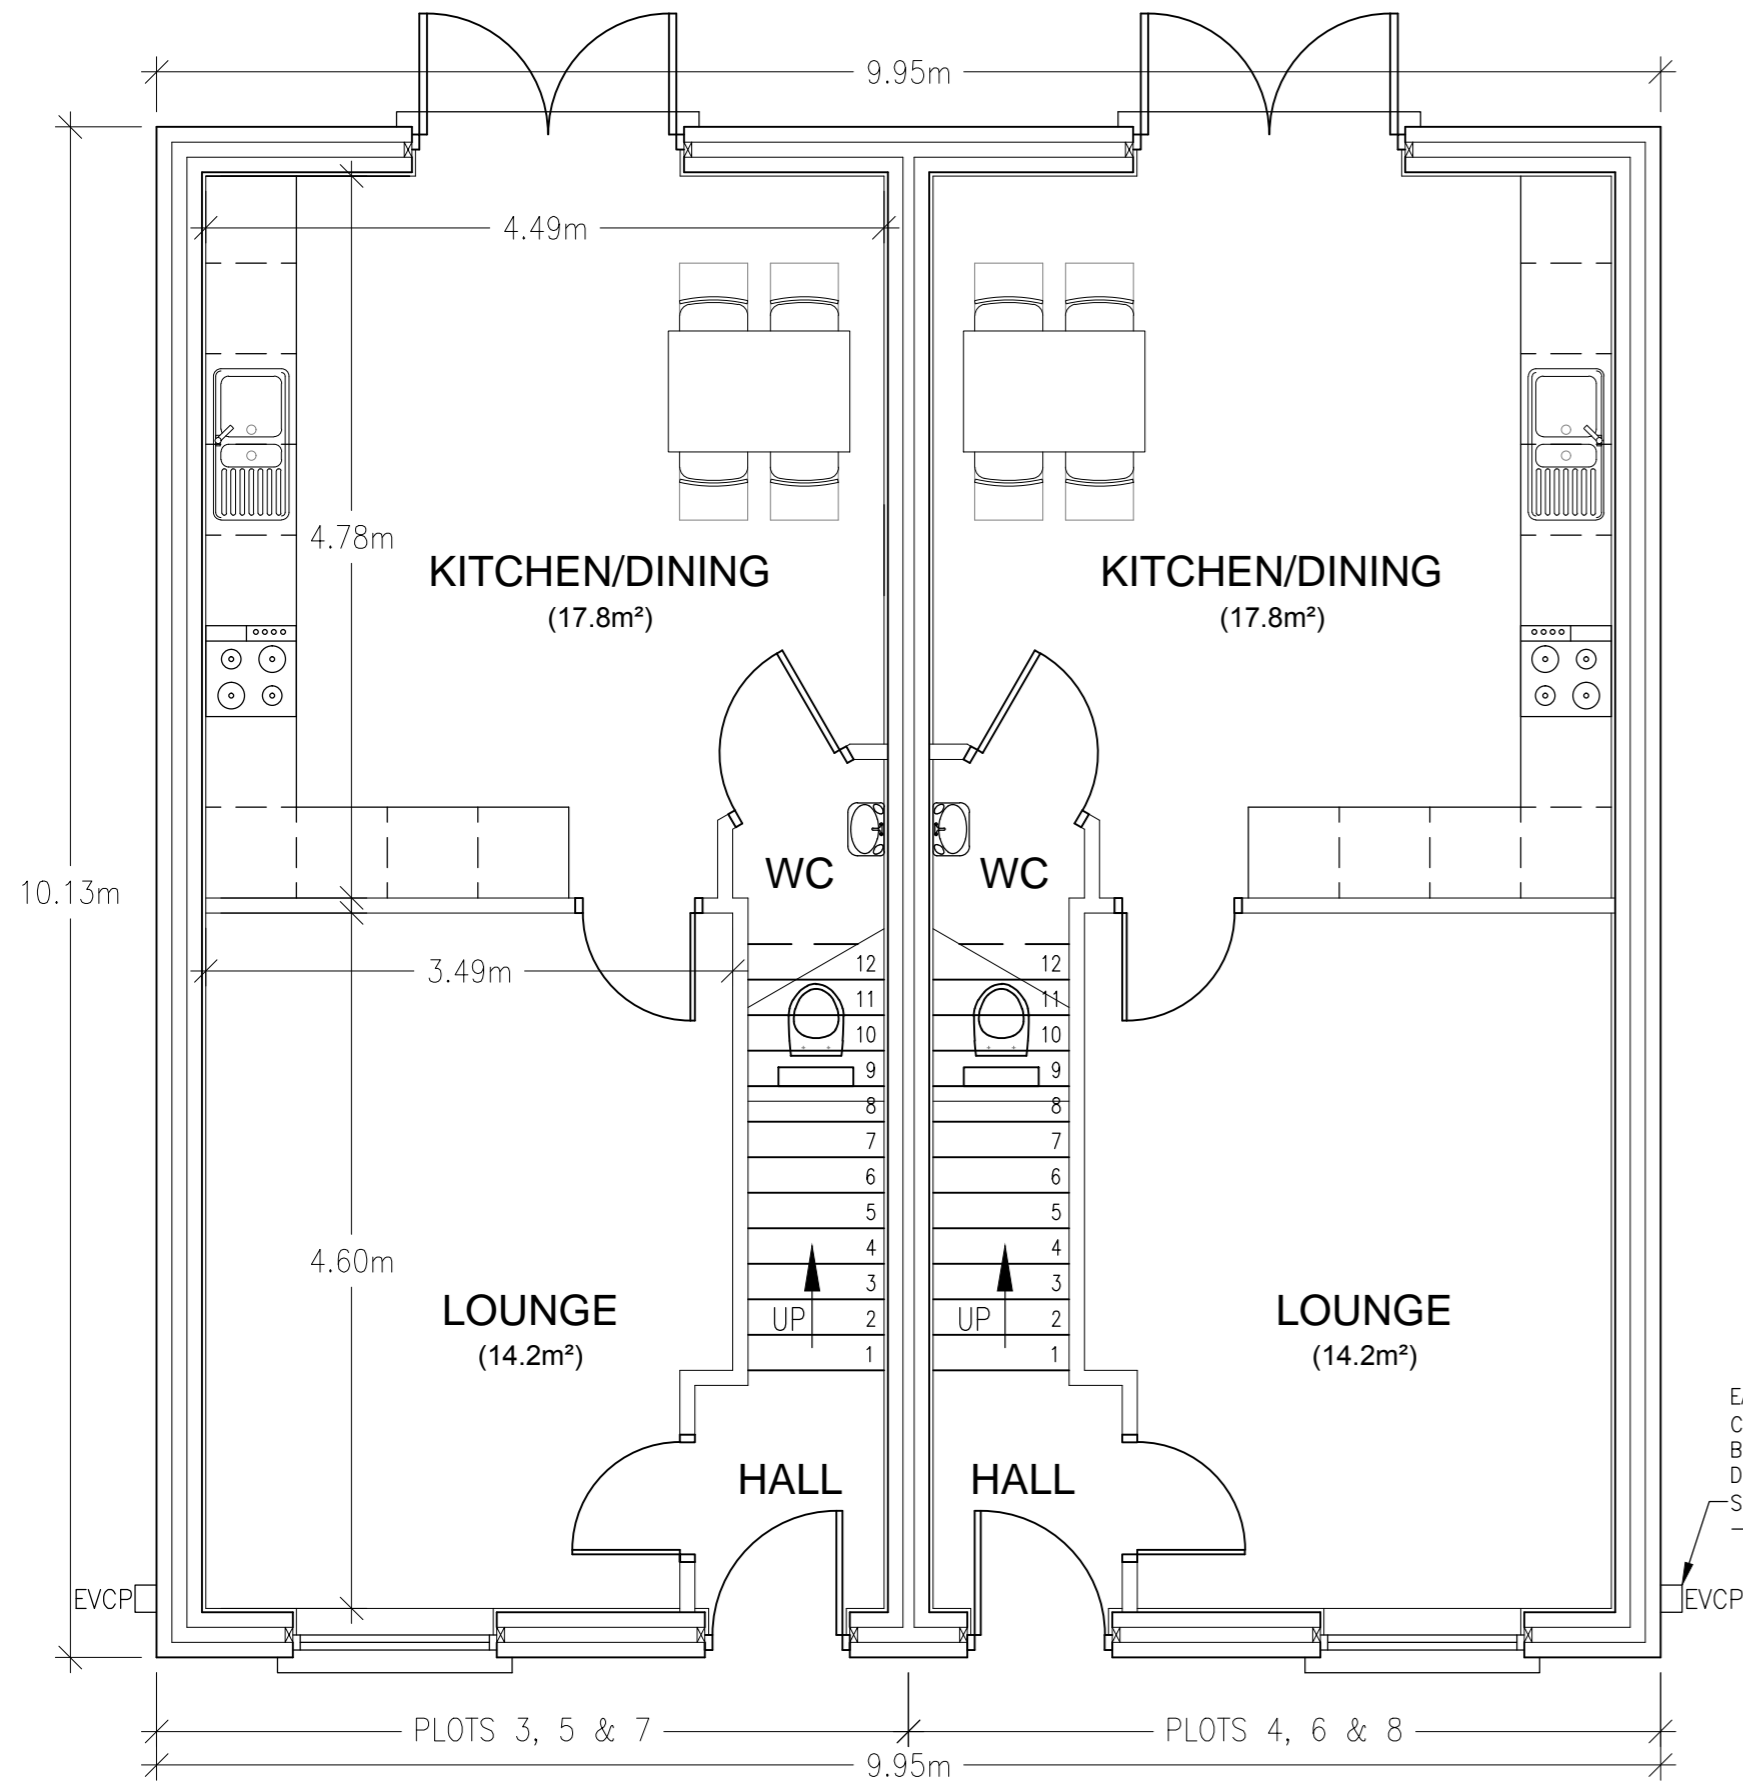 9.95m
4.49m
4.78m
KITCHEN/DINING
(17.8m²)
KITCHEN/DINING
(17.8m²)
WC
WC
10.13m
3.49m
12
11
10
9
8
7
6
5
4
3
2
1
12
11
10
9
8
7
6
5
4
3
2
1
4.60m
UP
UP
LOUNGE
(14.2m²)
LOUNGE
(14.2m²)
HALL
HALL
EVCP
EVCP
PLOTS 3, 5 & 7
PLOTS 4, 6 & 8
9.95m